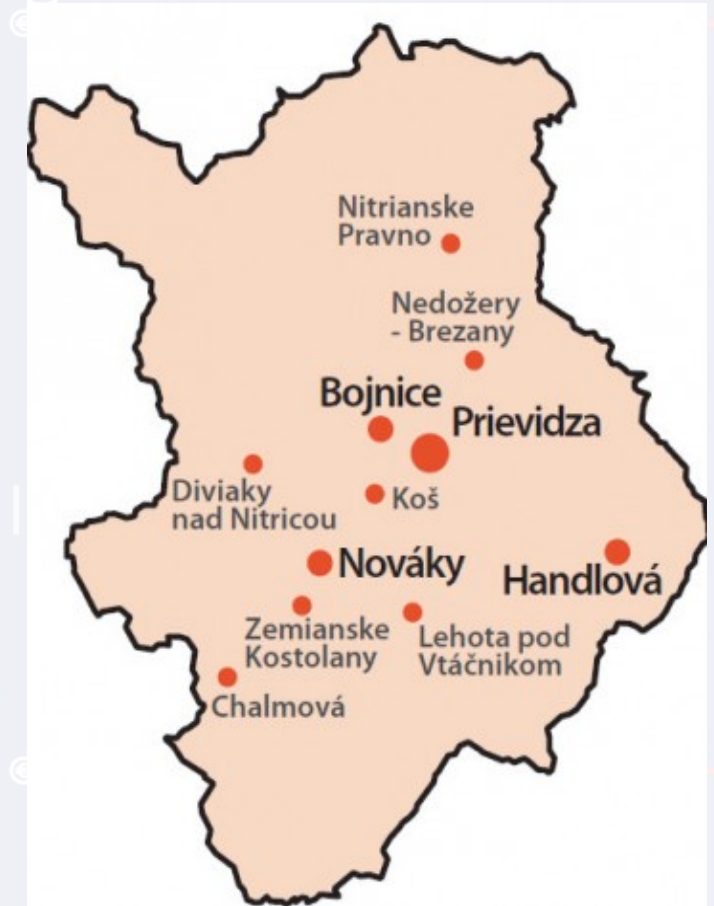 Nitrianske
Pravno
Nedožery
- Brezany
Bojnice
Prievidza
Diviaky
nad Nitricou
Koš
Nováky
Handlová
Zemianske
Kostolany
Lehota pod
Vtáčnikom
Chalmová